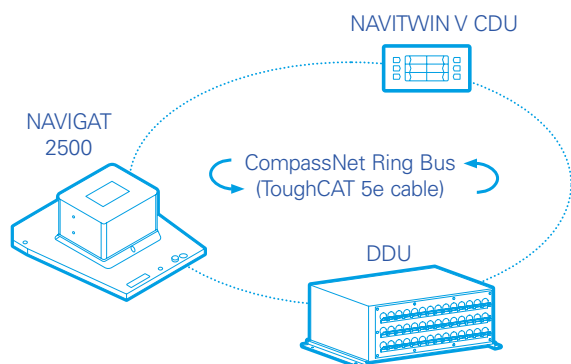 NAVITWIN V CDU
NAVIGAT
2500
CompassNet Ring Bus
(ToughCAT 5e cable)
DDU